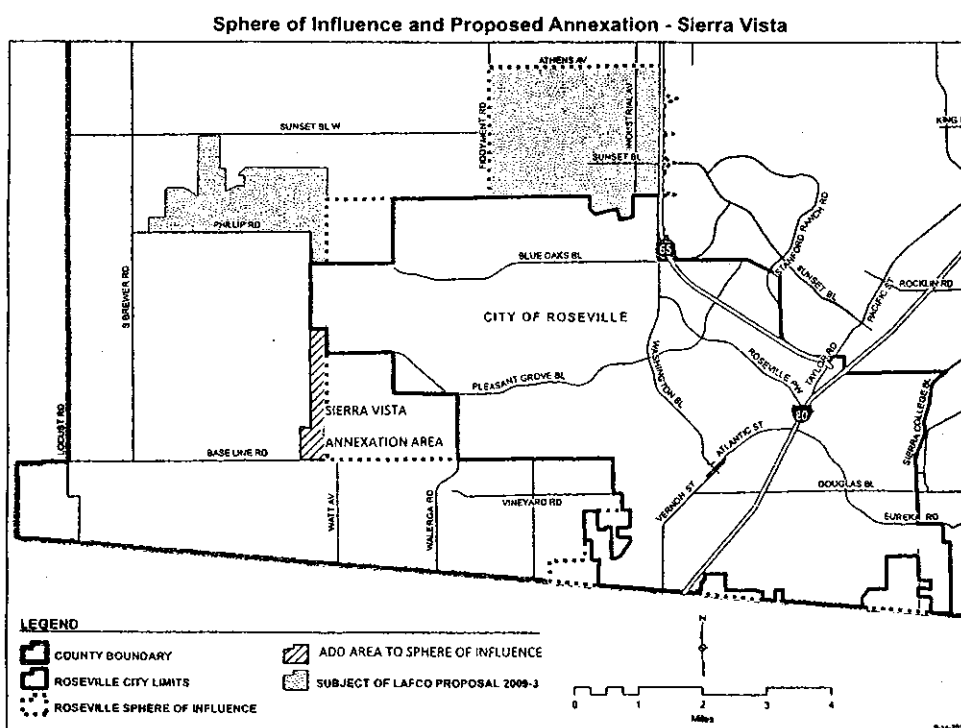 Sphere of Influence and Proposed Annexation - Sierra Vista
ATHENS AV
FIDDYMENT RD
INDUSTRIAL AV
SUNSET BL W
SUNSET BL
KING
PHILLIP RD
65
STANFORD RANCH RD
BLUE OAKS BL
SUNSET BL
PACIFIC ST
ROCKLIN RD
S BREWER RD
CITY OF ROSEVILLE
WASHINGTON BL
ROSEVILLE PW
TAYLOR RD
PLEASANT GROVE BL
80
SIERRA VISTA
ANNEXATION AREA
LOCUST RD
ATLANTIC ST
SIERRA COLLEGE BL
BASE LINE RD
WATT AV
WALERGA RD
VINEYARD RD
VERNON ST
DOUGLAS BL
EUREKA RD
LEGEND
COUNTY BOUNDARY
ROSEVILLE CITY LIMITS
ROSEVILLE SPHERE OF INFLUENCE
ADD AREA TO SPHERE OF INFLUENCE
SUBJECT OF LAFCO PROPOSAL 2009-3
N
0 1 2 3 4
Miles